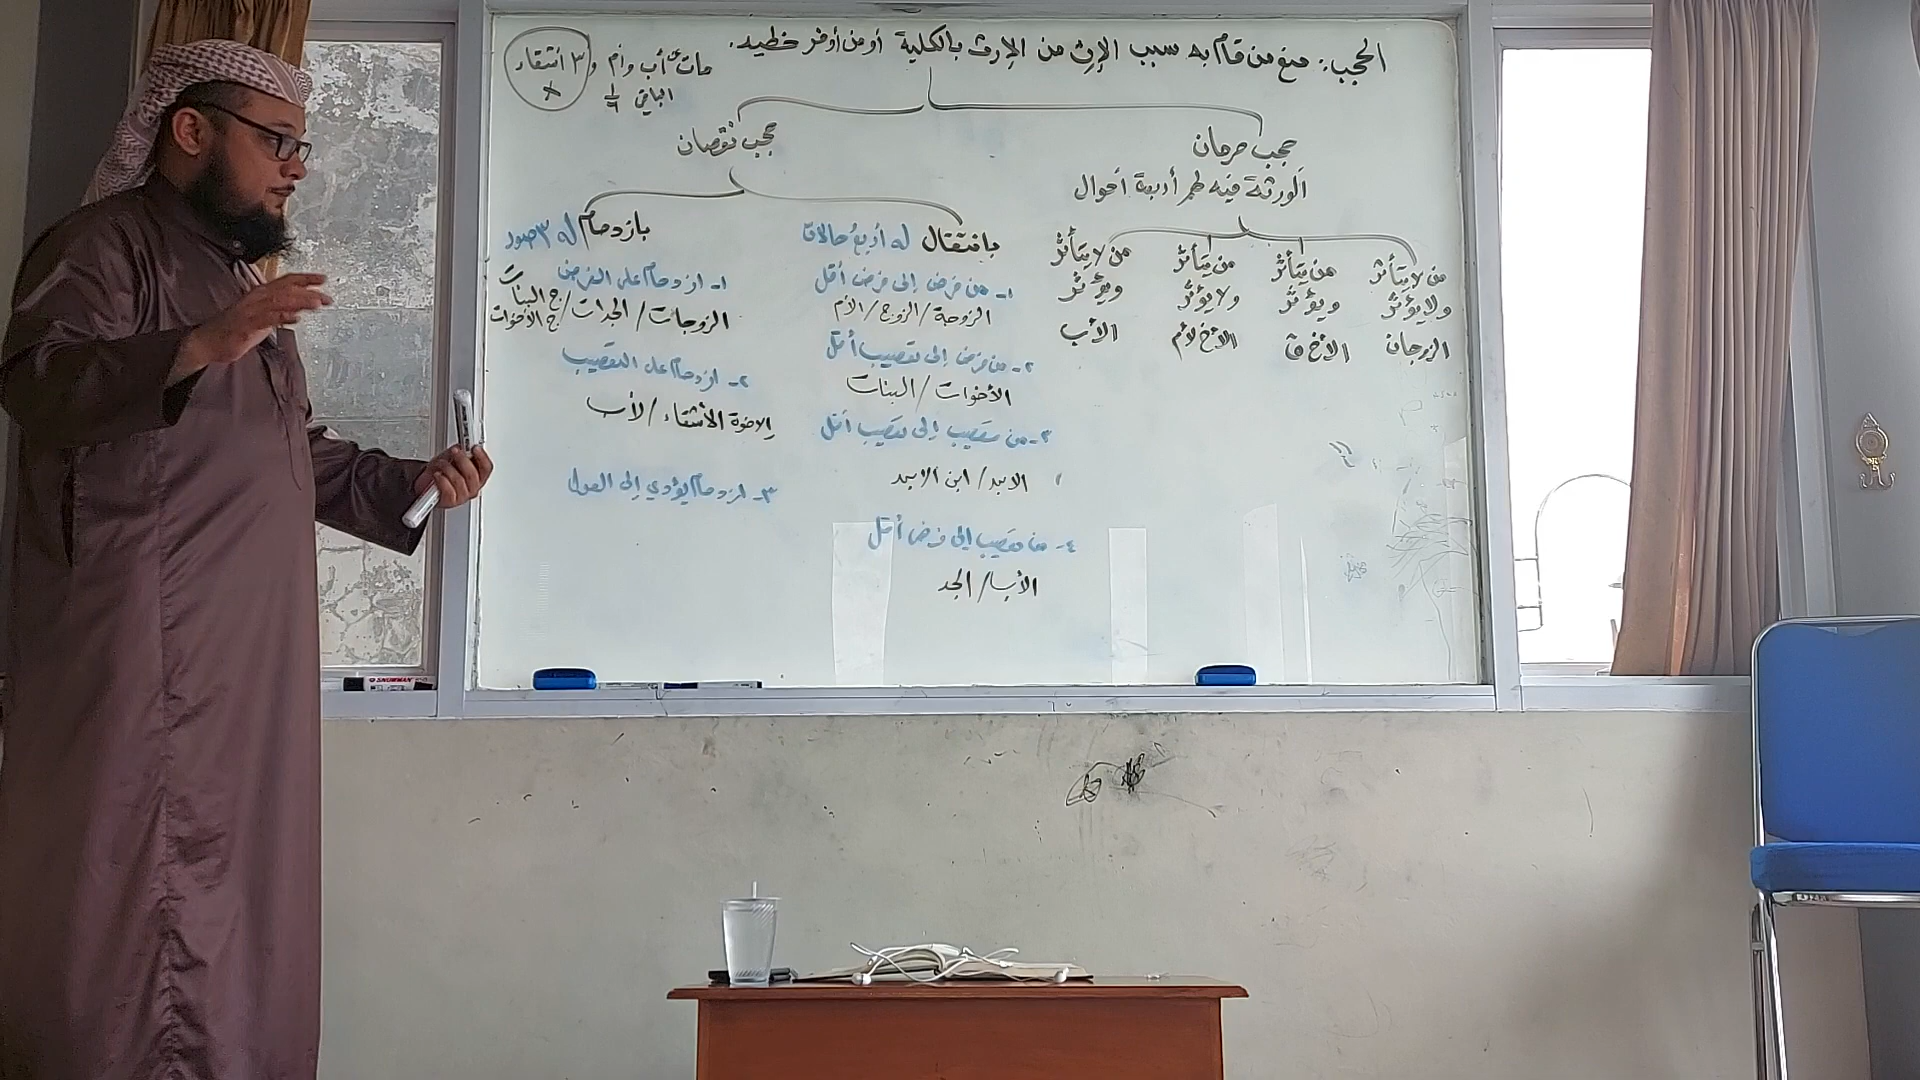 الحجب: منع من قام به سبب الإرث من الإرث بالكلية أو من أوفر حظيه.
مات عن أب وأم و٣ أشقاء
الباقي ١/٦ ×
حجب حرمان
الورثة فيه لهم أربعة أحوال
من لا يتأثر ولا يؤثر
الزوجان
من يتأثر ويؤثر
الأخ ق
من يتأثر ولا يؤثر
الأخ لأم
من لا يتأثر ويؤثر
الأب
حجب نقصان
بانتقال له أربع حالات
١- من فرض إلى فرض أقل
الزوجة / الزوج / الأم
٢- من فرض إلى تعصيب أقل
الأخوات / البنات
٣- من تعصيب إلى تعصيب أقل
/ ابن
٤- من تعصيب إلى فرض أقل
الأب / الجد
بازدحام له ٣ صور
١- ازدحام على الفرض
الزوجات / الجدات / ج البنات
ج الأخوات
٢- ازدحام على التعصيب
الإخوة الأشقاء / لأب
٣- ازدحام يؤدي إلى العول
SNOWMAN